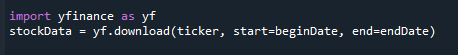 import yfinance as yf
stockData = yf.download(ticker, start=beginDate, end=endDate)